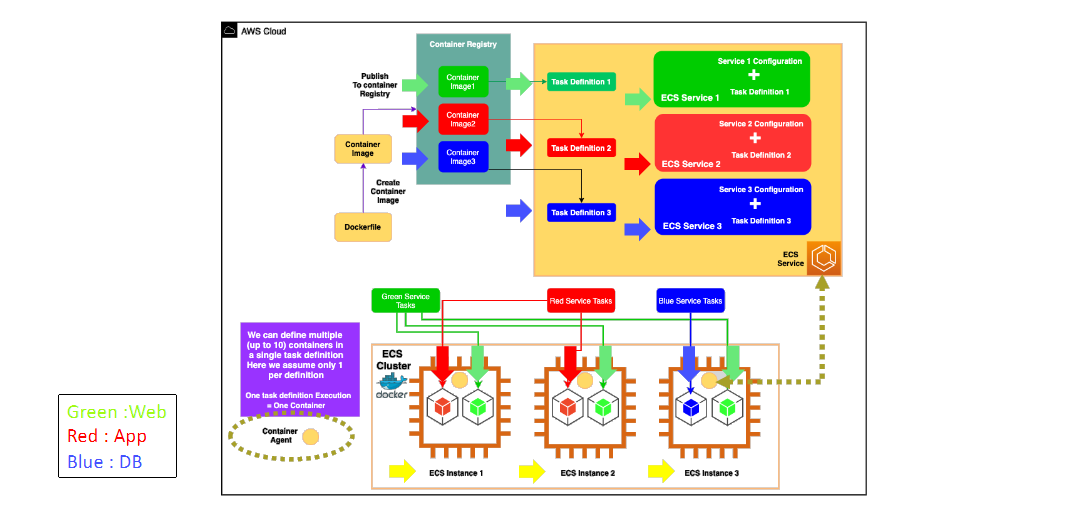 AWS Cloud
Container Registry
Publish
To container
Registry
Container
Image1
Container
Image2
Container
Image3
Container
Image
Create
Container
Image
Dockerfile
Task Definition 1
Task Definition 2
Task Definition 3
Service 1 Configuration
+
Task Definition 1
ECS Service 1
Service 2 Configuration
+
Task Definition 2
ECS Service 2
Service 3 Configuration
+
Task Definition 3
ECS Service 3
ECS
Service
Green Service
Tasks
Red Service Tasks
Blue Service Tasks
We can define multiple
(up to 10) containers in
a single task definition
Here we assume only 1
per definition
One task definition Execution
= One Container
Container
Agent
ECS
Cluster
docker
ECS Instance 1
ECS Instance 2
ECS Instance 3
Green :Web
Red : App
Blue : DB